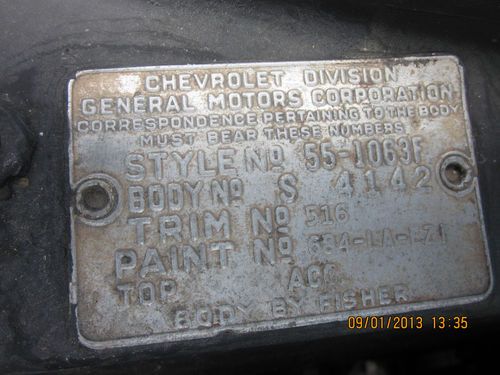 CHEVROLET DIVISION
GENERAL MOTORS CORPORATION
CORRESPONDENCE PERTAINING TO THE BODY
MUST BEAR THESE NUMBERS
STYLE No 55-1063F
BODY No S 4142
TRIM No 516
PAINT No
TOP ACC.
BODY BY FISHER
09/01/2013 13:35